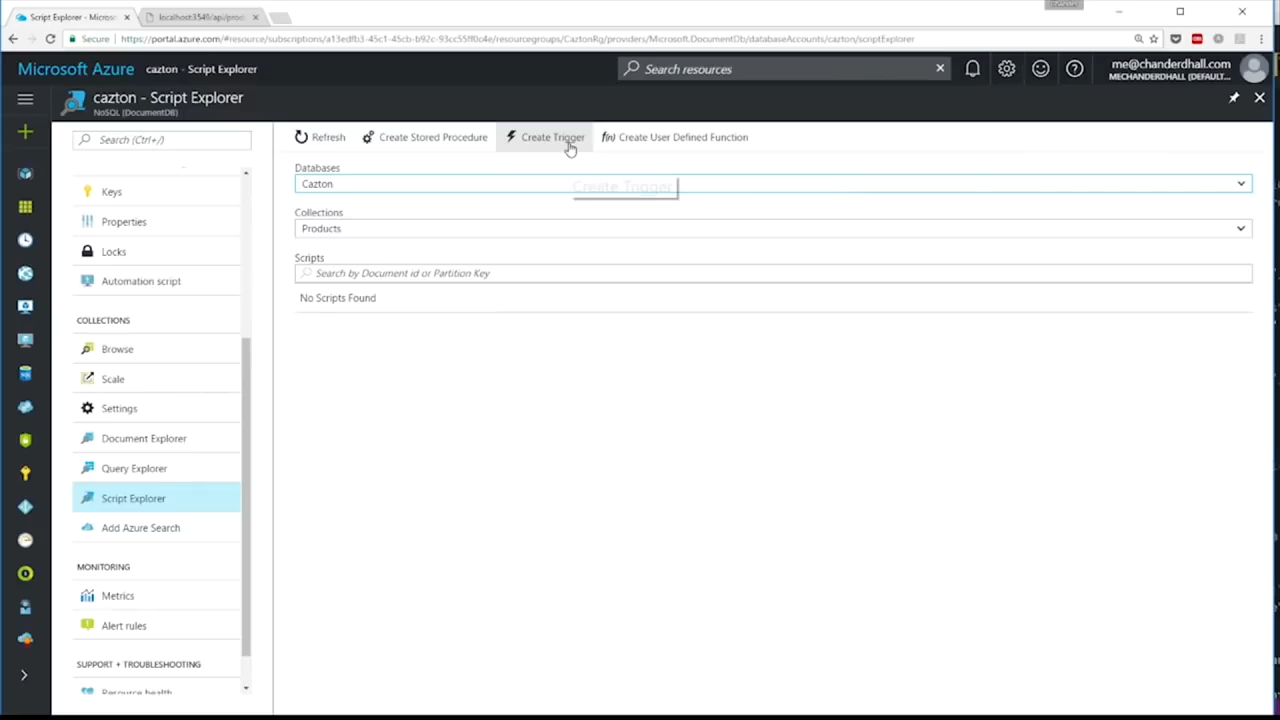 chander
Script Explorer - Microso
localhost:3549/api/prod
Secure https://portal.azure.com/#resource/subscriptions/a13edfb3-45c1-45cb-b92c-93cc55ff0c4e/resourcegroups/CaztonRg/providers/Microsoft.DocumentDb/databaseAccounts/cazton/scriptExplorer
Microsoft Azure cazton - Script Explorer
Search resources
me@chanderdhall.com
MECHANDERDHALL (DEFAULT...
cazton - Script Explorer
NoSQL (DocumentDB)
Search (Ctrl+/)
Keys
Properties
Locks
Automation script
COLLECTIONS
Browse
Scale
Settings
Document Explorer
Query Explorer
Script Explorer
Add Azure Search
MONITORING
Metrics
Alert rules
SUPPORT + TROUBLESHOOTING
Resource health
Refresh Create Stored Procedure Create Trigger f(n) Create User Defined Function
Create Trigger
Databases
Cazton
Collections
Products
Scripts
Search by Document id or Partition Key
No Scripts Found